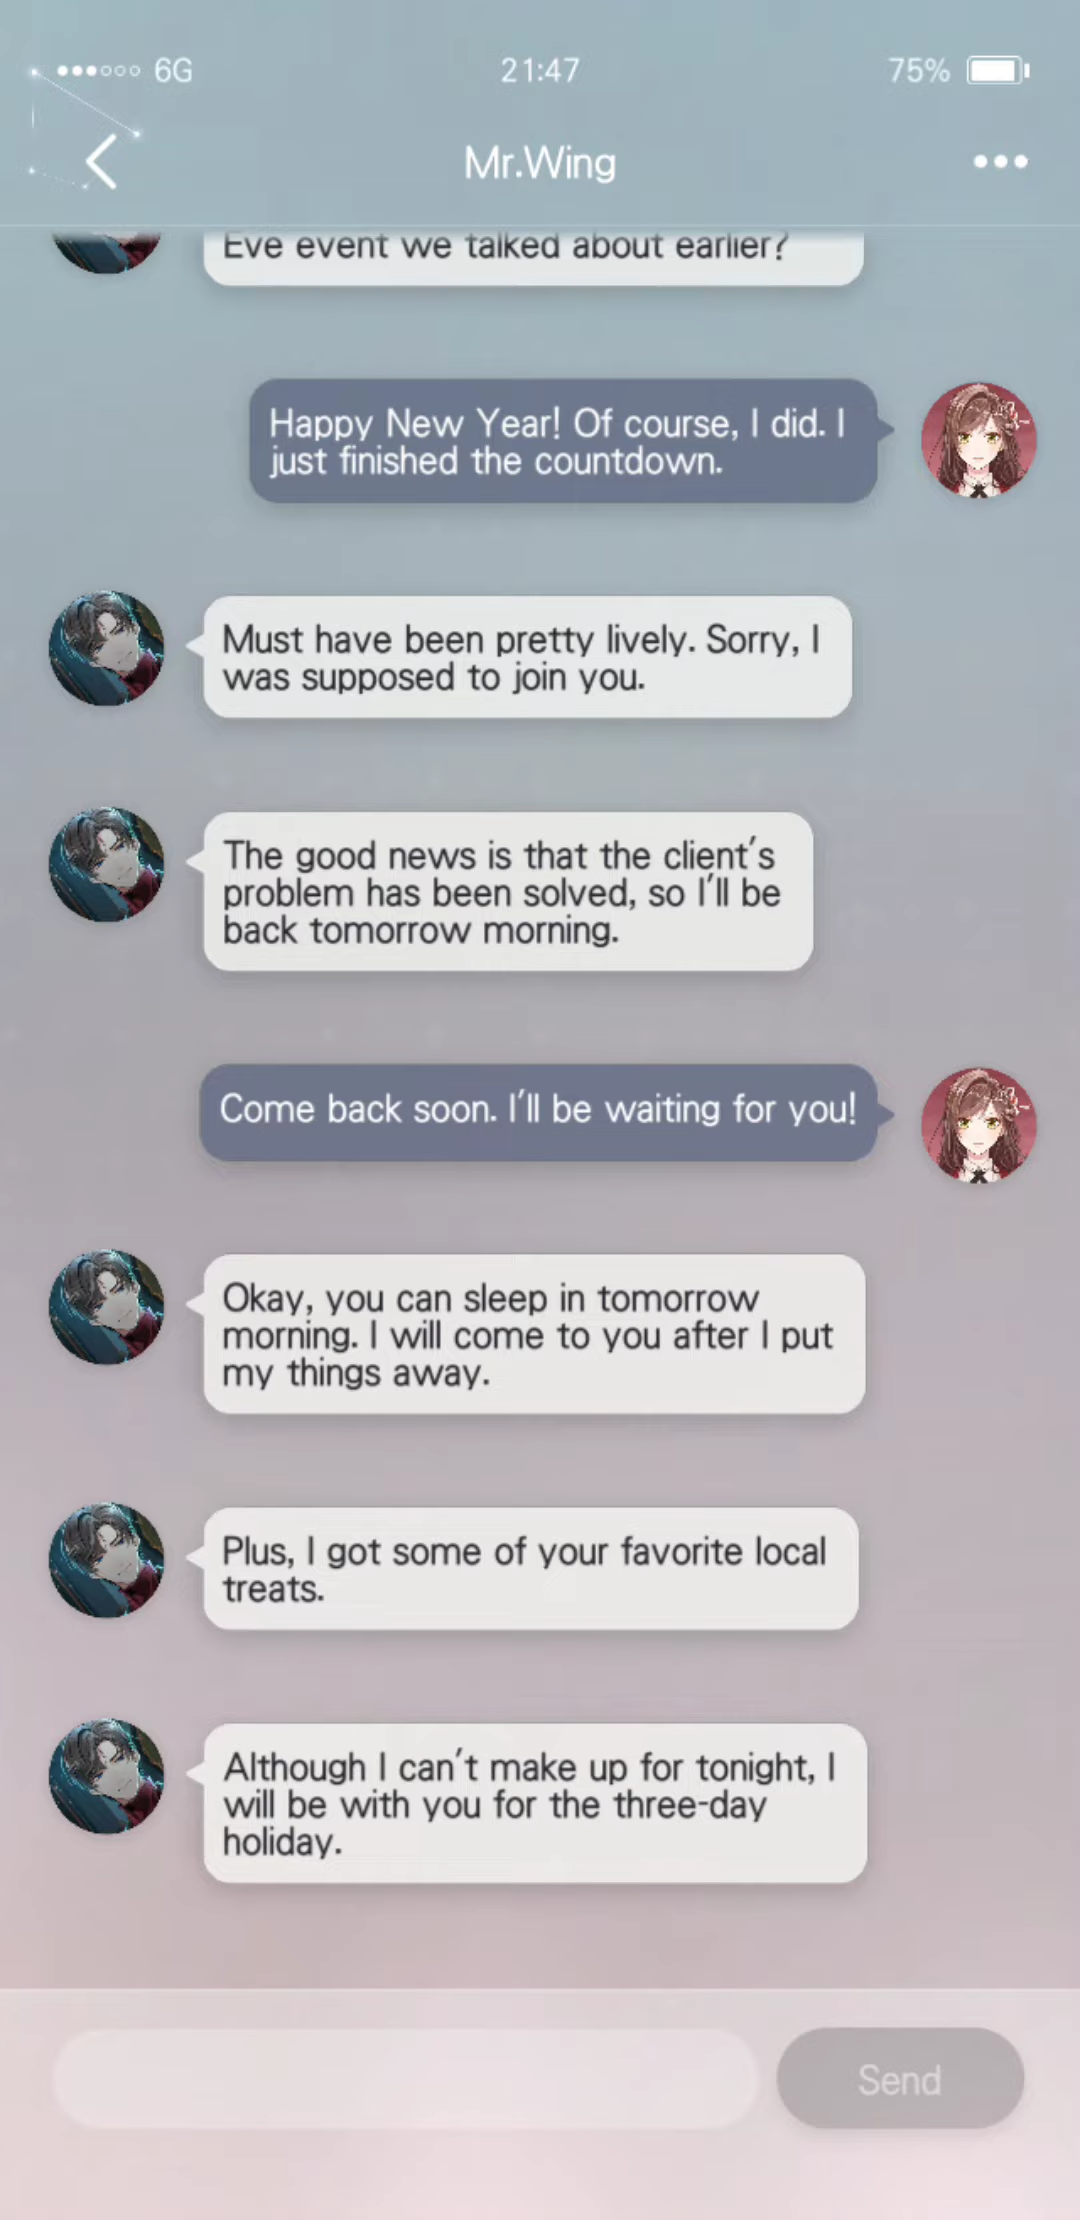 6G 21:47 75%
Mr.Wing
Eve event we talked about earlier?
Happy New Year! Of course, I did. I
just finished the countdown.
Must have been pretty lively. Sorry, I
was supposed to join you.
The good news is that the client's
problem has been solved, so I'll be
back tomorrow morning.
Come back soon. I'll be waiting for you!
Okay, you can sleep in tomorrow
morning. I will come to you after I put
my things away.
Plus, I got some of your favorite local
treats.
Although I can't make up for tonight, I
will be with you for the three-day
holiday.
Send